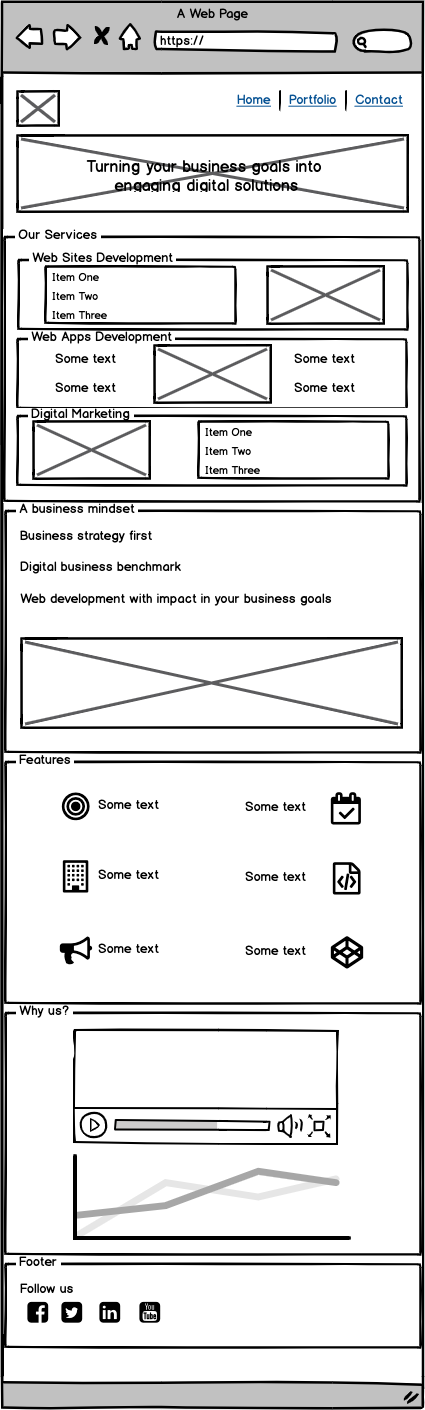 A Web Page
https://
Home | Portfolio | Contact
Turning your business goals into
engaging digital solutions
Our Services
Web Sites Development
Item One
Item Two
Item Three
Web Apps Development
Some text Some text
Some text Some text
Digital Marketing
Item One
Item Two
Item Three
A business mindset
Business strategy first
Digital business benchmark
Web development with impact in your business goals
Features
Some text Some text
Some text Some text
Some text Some text
Why us?
Footer
Follow us
You
Tube